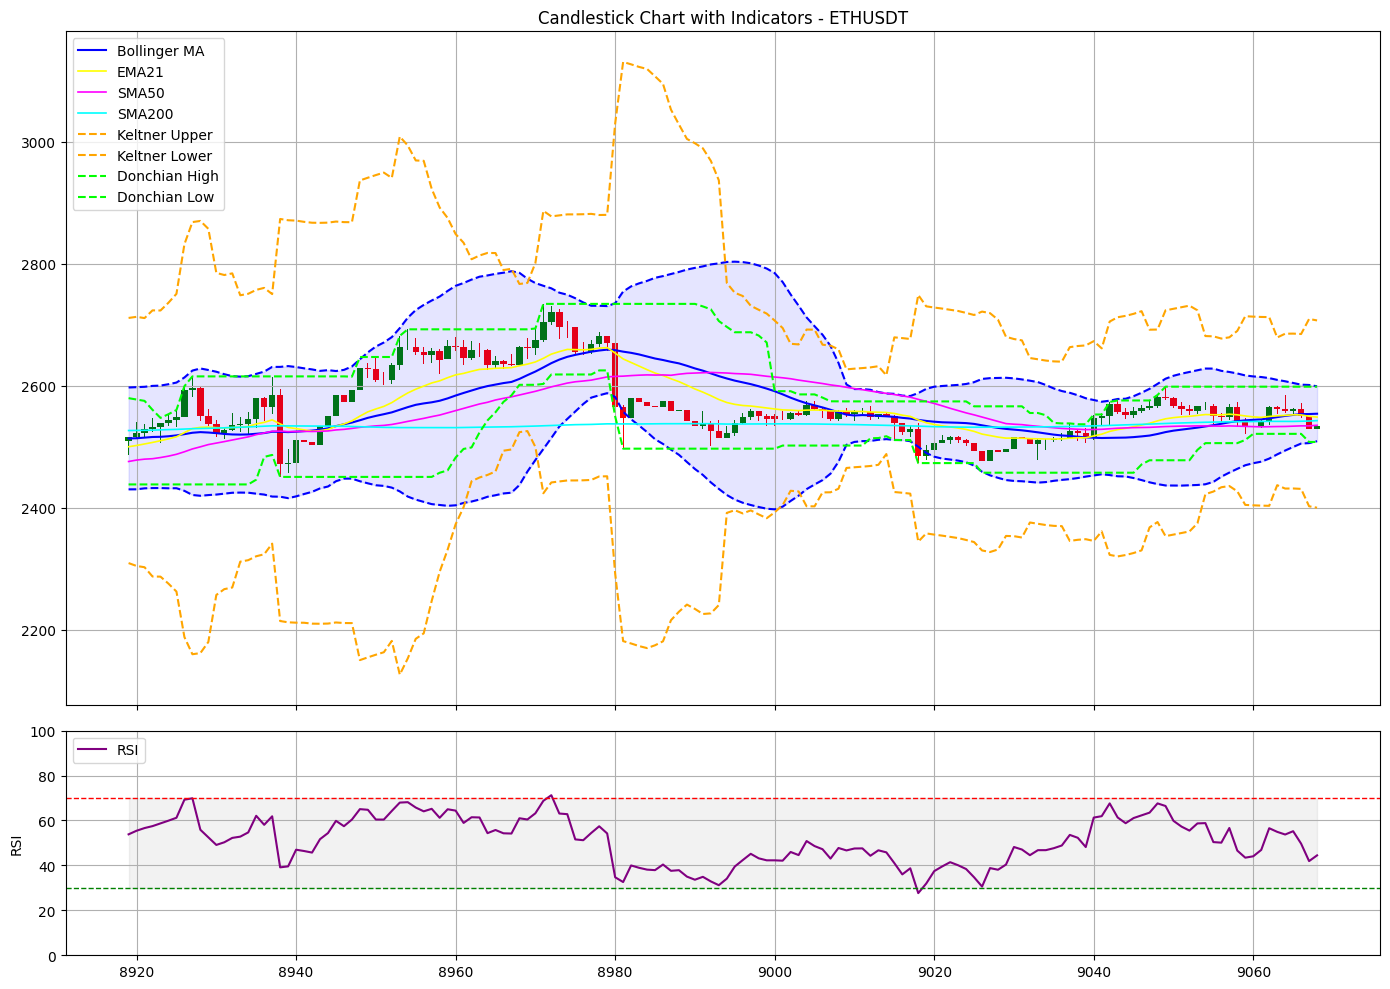 Candlestick Chart with Indicators - ETHUSDT
Bollinger MA
EMA21
SMA50
SMA200
Keltner Upper
Keltner Lower
Donchian High
Donchian Low
3000
2800
2600
2400
2200
RSI
100
80
60
40
20
0
RSI
8920 8940 8960 8980 9000 9020 9040 9060